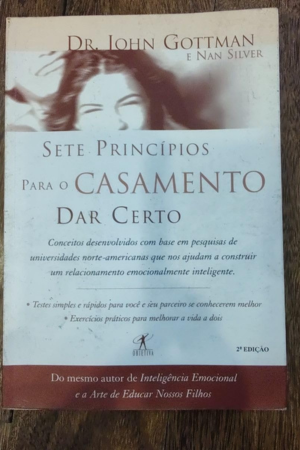 DR. JOHN GOTTMAN
E NAN SILVER
SETE PRINCÍPIOS
PARA O CASAMENTO
DAR CERTO
Conceitos desenvolvidos com base em pesquisas de
universidades norte-americanas que nos ajudam a construir
um relacionamento emocionalmente inteligente.
• Testes simples e rápidos para você e seu parceiro se conhecerem melhor
• Exercícios práticos para melhorar a vida a dois
OBJETIVA
2ª EDIÇÃO
Do mesmo autor de Inteligência Emocional
e a Arte de Educar Nossos Filhos